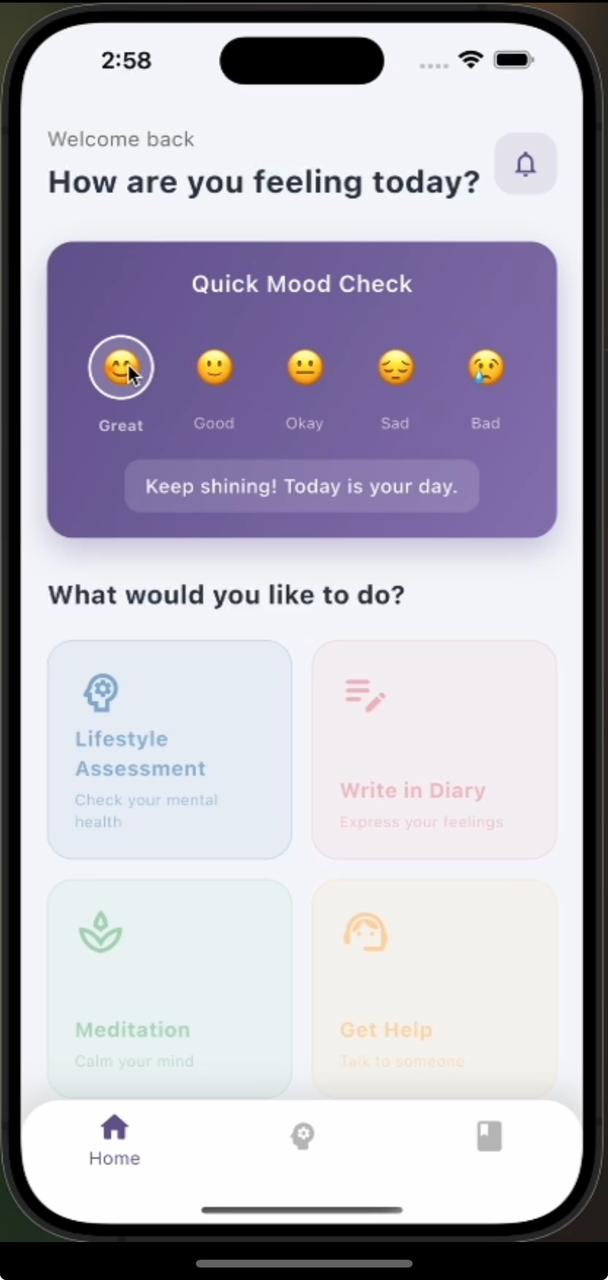 2:58
Welcome back
How are you feeling today?
Quick Mood Check
Great
Good
Okay
Sad
Bad
Keep shining! Today is your day.
What would you like to do?
Lifestyle
Assessment
Check your mental
health
Write in Diary
Express your feelings
Meditation
Calm your mind
Get Help
Talk to someone
Home